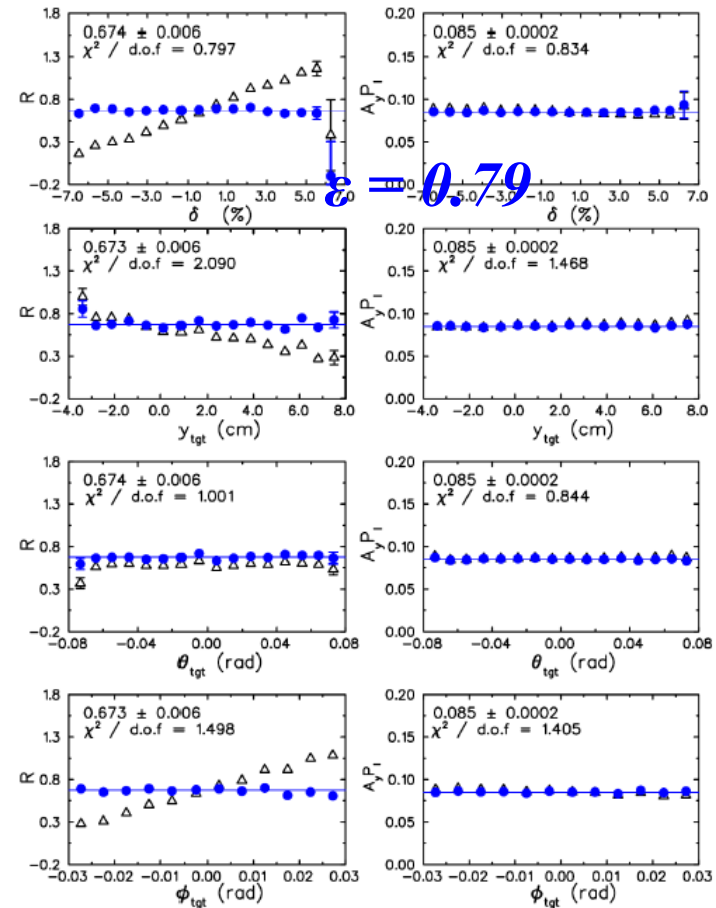 0.674 ± 0.006
χ² / d.o.f = 0.797
R
1.8
1.3
0.8
0.3
−0.2
−7.0 −5.0 −3.0 −1.0 1.0 3.0 5.0 7.0
δ (%)
0.085 ± 0.0002
χ² / d.o.f = 0.834
A_yP_l
0.20
0.15
0.10
0.05
0.00
−7.0 −5.0 −3.0 −1.0 1.0 3.0 5.0 7.0
δ (%)
ε = 0.79
0.673 ± 0.006
χ² / d.o.f = 2.090
R
1.8
1.3
0.8
0.3
−0.2
−4.0 −2.0 0.0 2.0 4.0 6.0 8.0
y_tgt (cm)
0.085 ± 0.0002
χ² / d.o.f = 1.468
A_yP_l
0.20
0.15
0.10
0.05
0.00
−4.0 −2.0 0.0 2.0 4.0 6.0 8.0
y_tgt (cm)
0.674 ± 0.006
χ² / d.o.f = 1.001
R
1.8
1.3
0.8
0.3
−0.2
−0.08 −0.04 0.00 0.04 0.08
θ_tgt (rad)
0.085 ± 0.0002
χ² / d.o.f = 0.844
A_yP_l
0.20
0.15
0.10
0.05
0.00
−0.08 −0.04 0.00 0.04 0.08
θ_tgt (rad)
0.673 ± 0.006
χ² / d.o.f = 1.498
R
1.8
1.3
0.8
0.3
−0.2
−0.03 −0.02 −0.01 0.00 0.01 0.02 0.03
ϕ_tgt (rad)
0.085 ± 0.0002
χ² / d.o.f = 1.405
A_yP_l
0.20
0.15
0.10
0.05
0.00
−0.03 −0.02 −0.01 0.00 0.01 0.02 0.03
ϕ_tgt (rad)